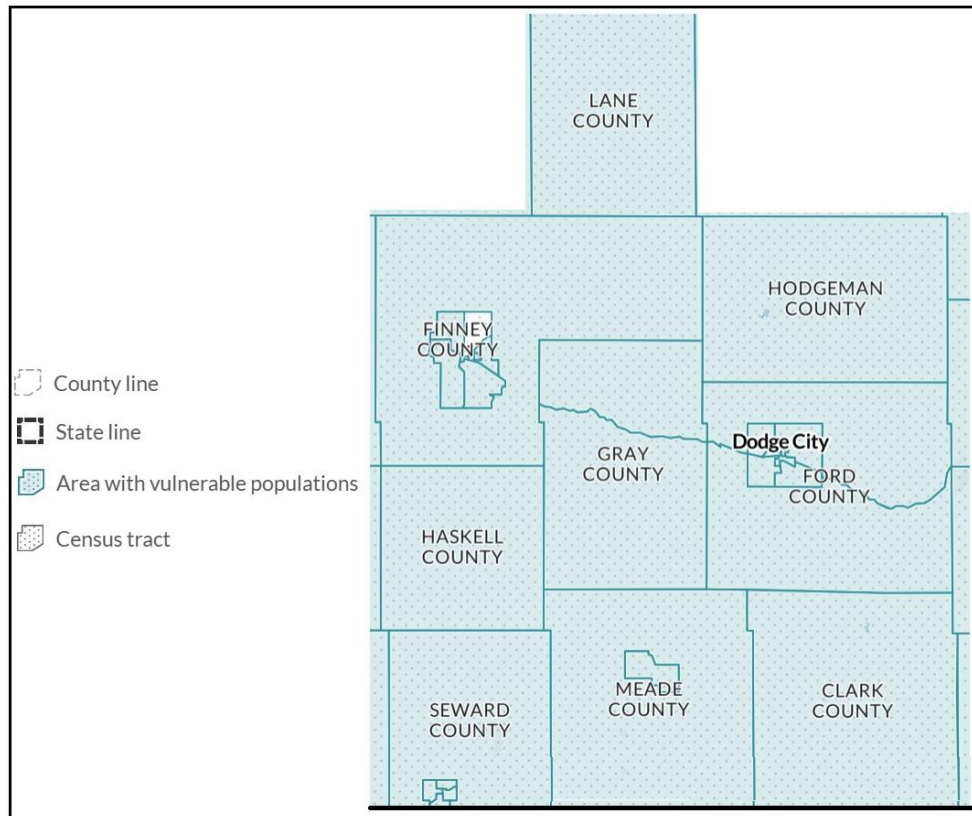 LANE
COUNTY
HODGEMAN
COUNTY
FINNEY
COUNTY
County line
State line
Dodge City
GRAY
COUNTY
FORD
COUNTY
Area with vulnerable populations
Census tract
HASKELL
COUNTY
SEWARD
COUNTY
MEADE
COUNTY
CLARK
COUNTY